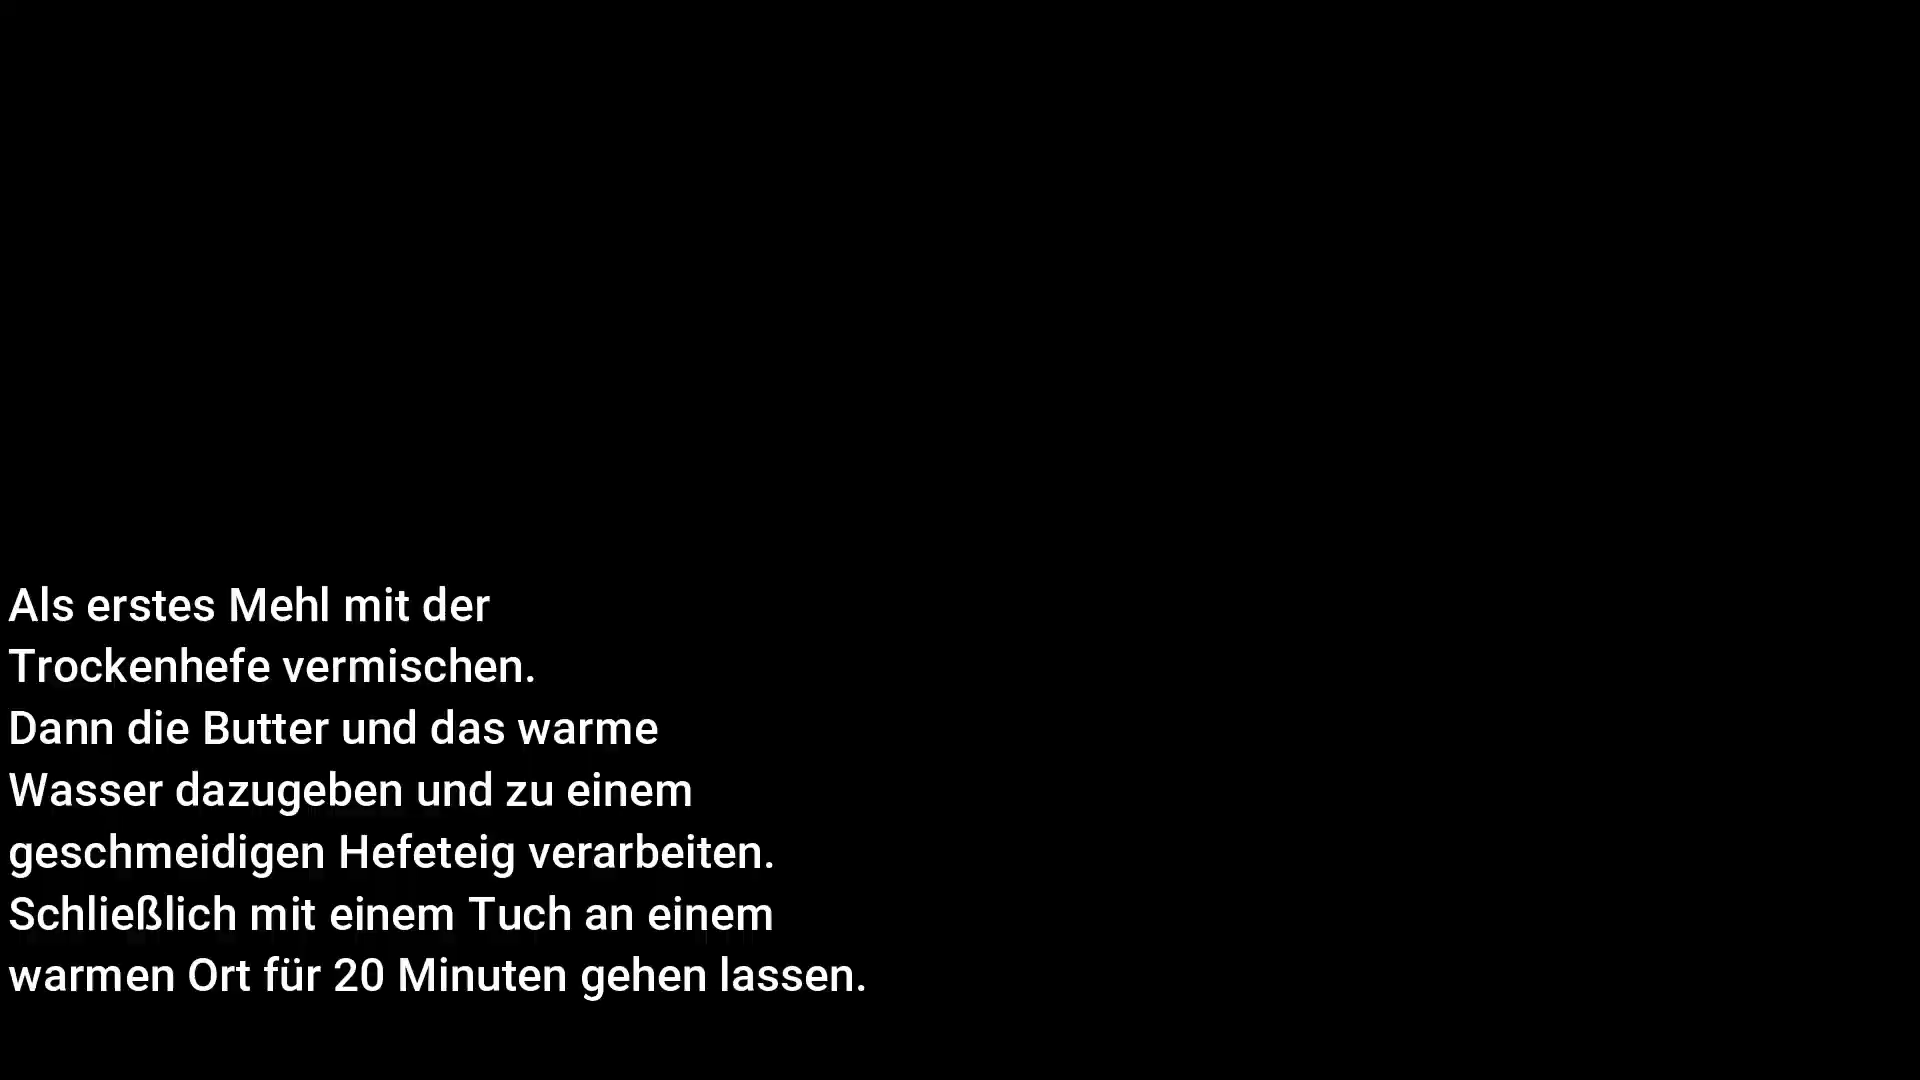 Als erstes Mehl mit der
Trockenhefe vermischen.
Dann die Butter und das warme
Wasser dazugeben und zu einem
geschmeidigen Hefeteig verarbeiten.
Schließlich mit einem Tuch an einem
warmen Ort für 20 Minuten gehen lassen.